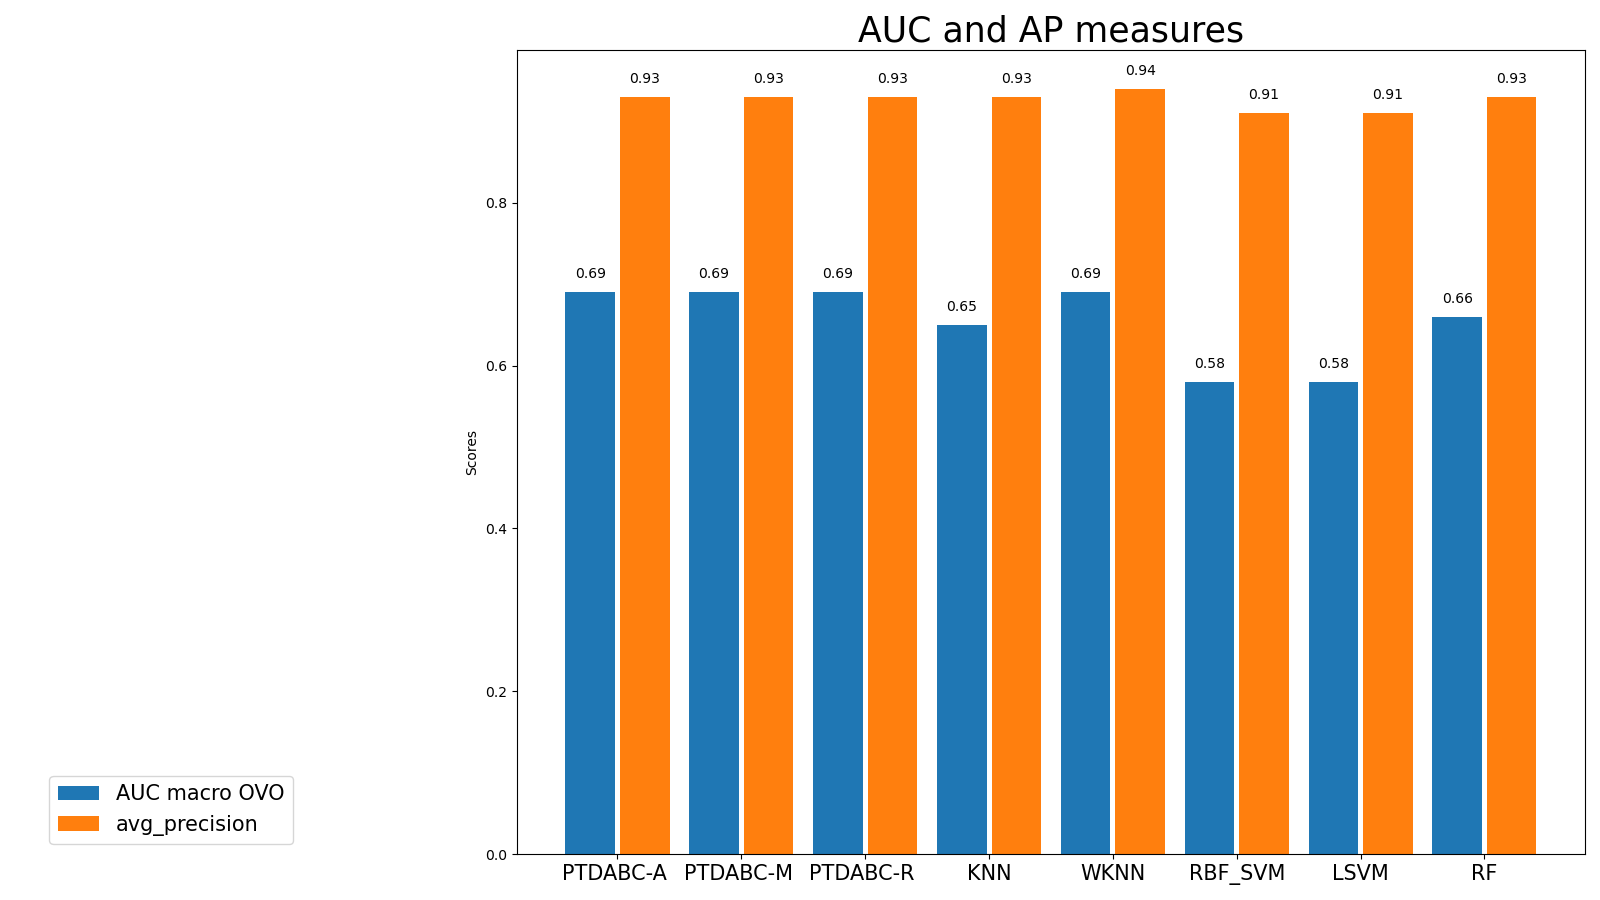 AUC and AP measures
0.93 0.93 0.93 0.93 0.94 0.91 0.91 0.93
0.69 0.69 0.69 0.65 0.69 0.58 0.58 0.66
0.8
0.6
0.4
0.2
0.0
Scores
PTDABC-A PTDABC-M PTDABC-R KNN WKNN RBF_SVM LSVM RF
AUC macro OVO
avg_precision